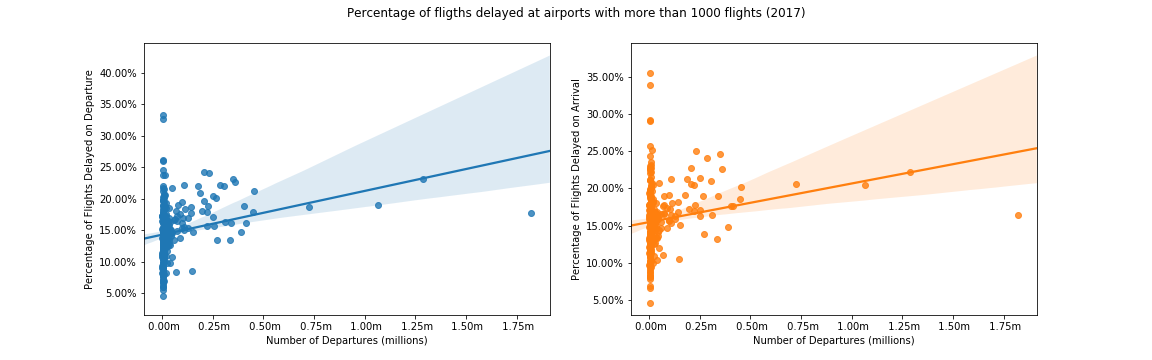 Percentage of fligths delayed at airports with more than 1000 flights (2017)
Percentage of Flights Delayed on Departure
40.00%
35.00%
30.00%
25.00%
20.00%
15.00%
10.00%
5.00%
0.00m 0.25m 0.50m 0.75m 1.00m 1.25m 1.50m 1.75m
Number of Departures (millions)
Percentage of Flights Delayed on Arrival
35.00%
30.00%
25.00%
20.00%
15.00%
10.00%
5.00%
0.00m 0.25m 0.50m 0.75m 1.00m 1.25m 1.50m 1.75m
Number of Departures (millions)